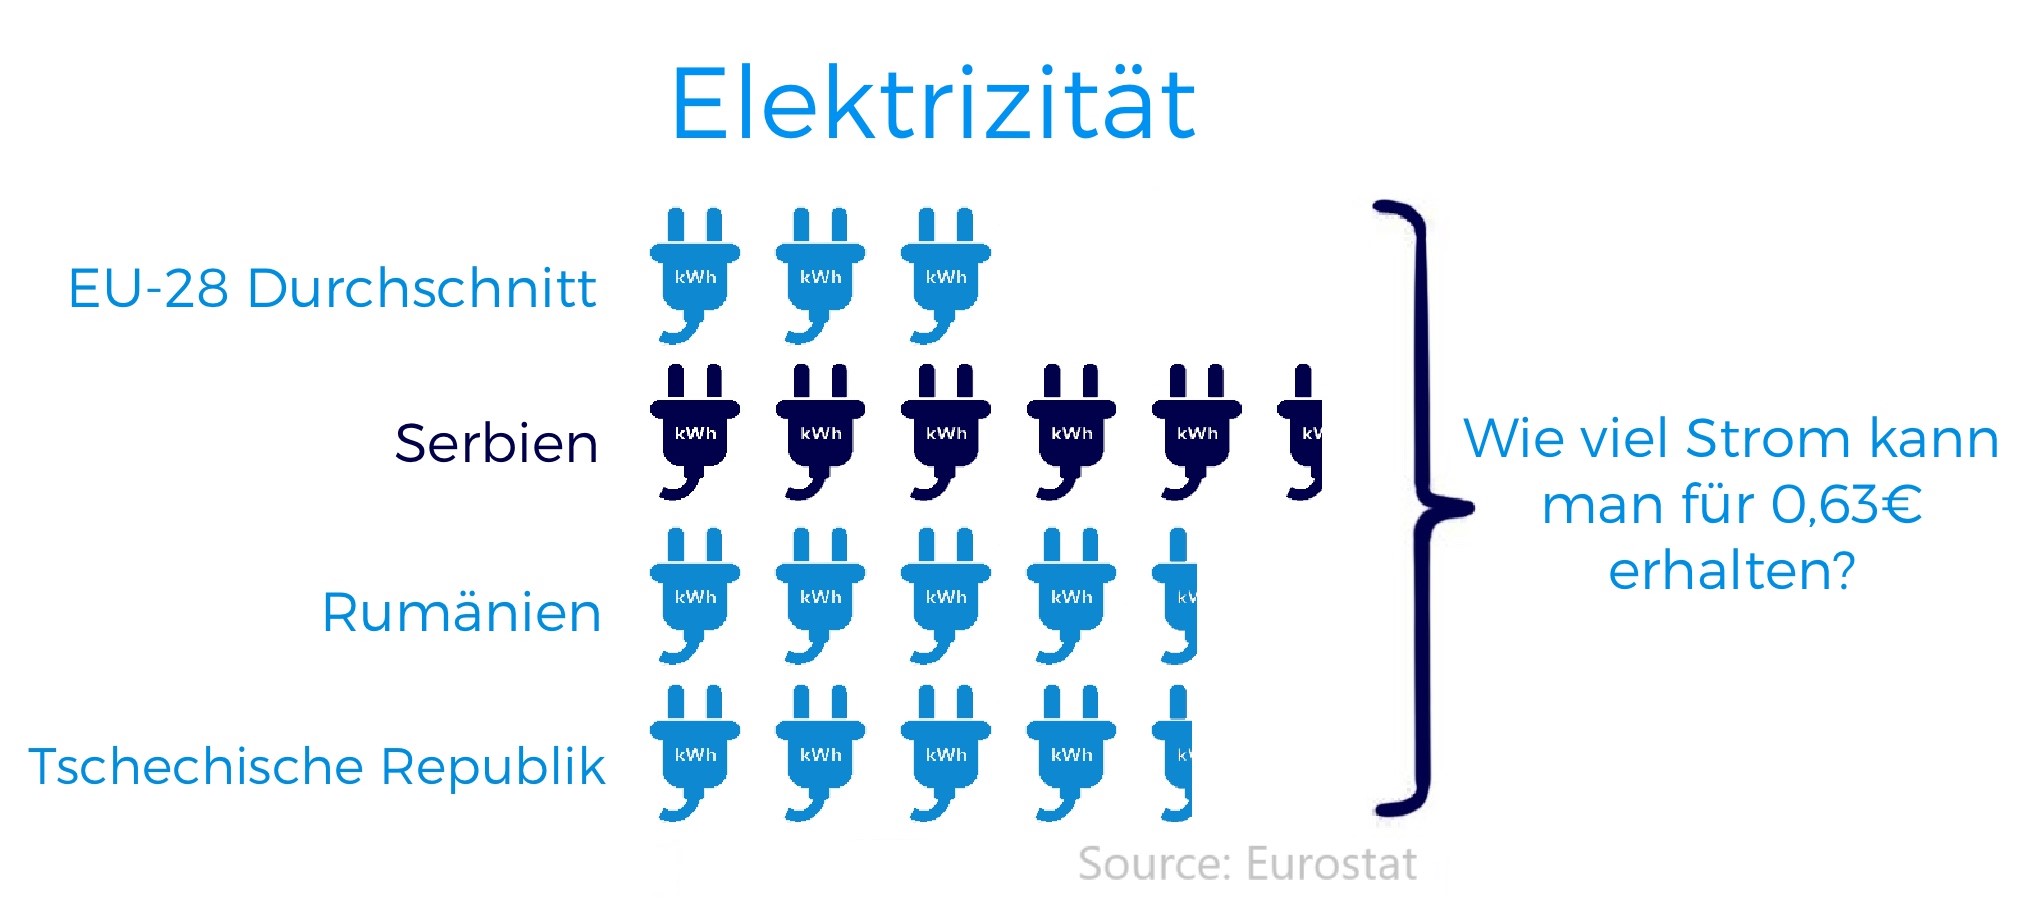 Elektrizität
EU-28 Durchschnitt
kWh kWh kWh
Serbien
kWh kWh kWh kWh kWh kW
Rumänien
kWh kWh kWh kWh kW
Tschechische Republik
kWh kWh kWh kWh k
Wie viel Strom kann
man für 0,63€
erhalten?
Source: Eurostat